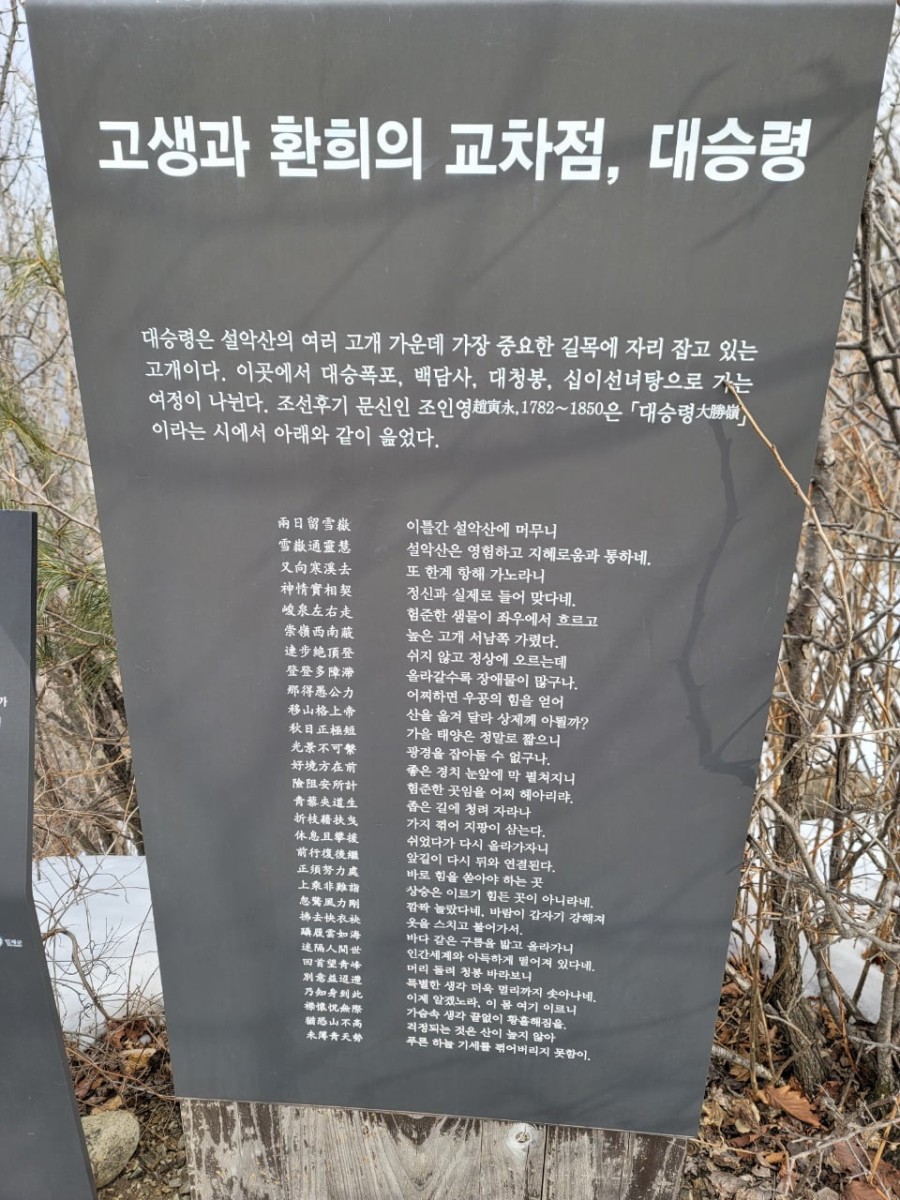 고생과 환희의 교차점, 대승령
대승령은 설악산의 여러 고개 가운데 가장 중요한 길목에 자리 잡고 있는
고개이다. 이곳에서 대승폭포, 백담사, 대청봉, 십이선녀탕으로 가는
여정이 나뉜다. 조선후기 문신인 조인영趙寅永, 1782~1850은 「대승령大勝嶺」
이라는 시에서 아래와 같이 읊었다.
兩日留雪嶽 이틀간 설악산에 머무니
雪嶽通靈慧 설악산은 영험하고 지혜로움과 통하네.
又向寒溪去 또 한계 향해 가노라니
神情實相契 정신과 실제로 들어 맞다네.
峻泉左右走 험준한 샘물이 좌우에서 흐르고
崇嶺西南蔽 높은 고개 서남쪽 가렸다.
連步絶頂登 쉬지 않고 정상에 오르는데
登登多障滯 올라갈수록 장애물이 많구나.
那得愚公力 어찌하면 우공의 힘을 얻어
移山格上帝 산을 옮겨 달라 상제께 아뢸까?
秋日正極短 가을 태양은 정말로 짧으니
光景不可繫 광경을 잡아둘 수 없구나.
好境方在前 좋은 경치 눈앞에 막 펼쳐지니
險阻安所計 험준한 곳임을 어찌 헤아리랴.
靑藜夾道生 좁은 길에 청려 자라나
折枝藉扶曳 가지 꺾어 지팡이 삼는다.
休息且攀援 쉬었다가 다시 올라가자니
前行復後繼 앞길이 다시 뒤와 연결된다.
正須努力處 바로 힘을 쏟아야 하는 곳
上乘非難詣 상승은 이르기 힘든 곳이 아니라네.
忽驚風力剛 깜짝 놀랐다네. 바람이 갑자기 강해져
拂去快衣袂 옷을 스치고 불어가서.
躡履雲如海 바다 같은 구름을 밟고 올라가니
逈隔人間世 인간세계와 아득하게 떨어져 있다네.
回首望靑峰 머리 돌려 청봉 바라보니
別意益迢遰 특별한 생각 더욱 멀리까지 솟아나네.
乃知身到此 이제 알겠노라, 이 몸 여기 이르니
襟懷恍無際 가슴속 생각 끝없이 황홀해짐을.
猶恐山不高 걱정되는 것은 산이 높지 않아
未薄靑天勢 푸른 하늘 기세를 꺾어버리지 못함이.
가